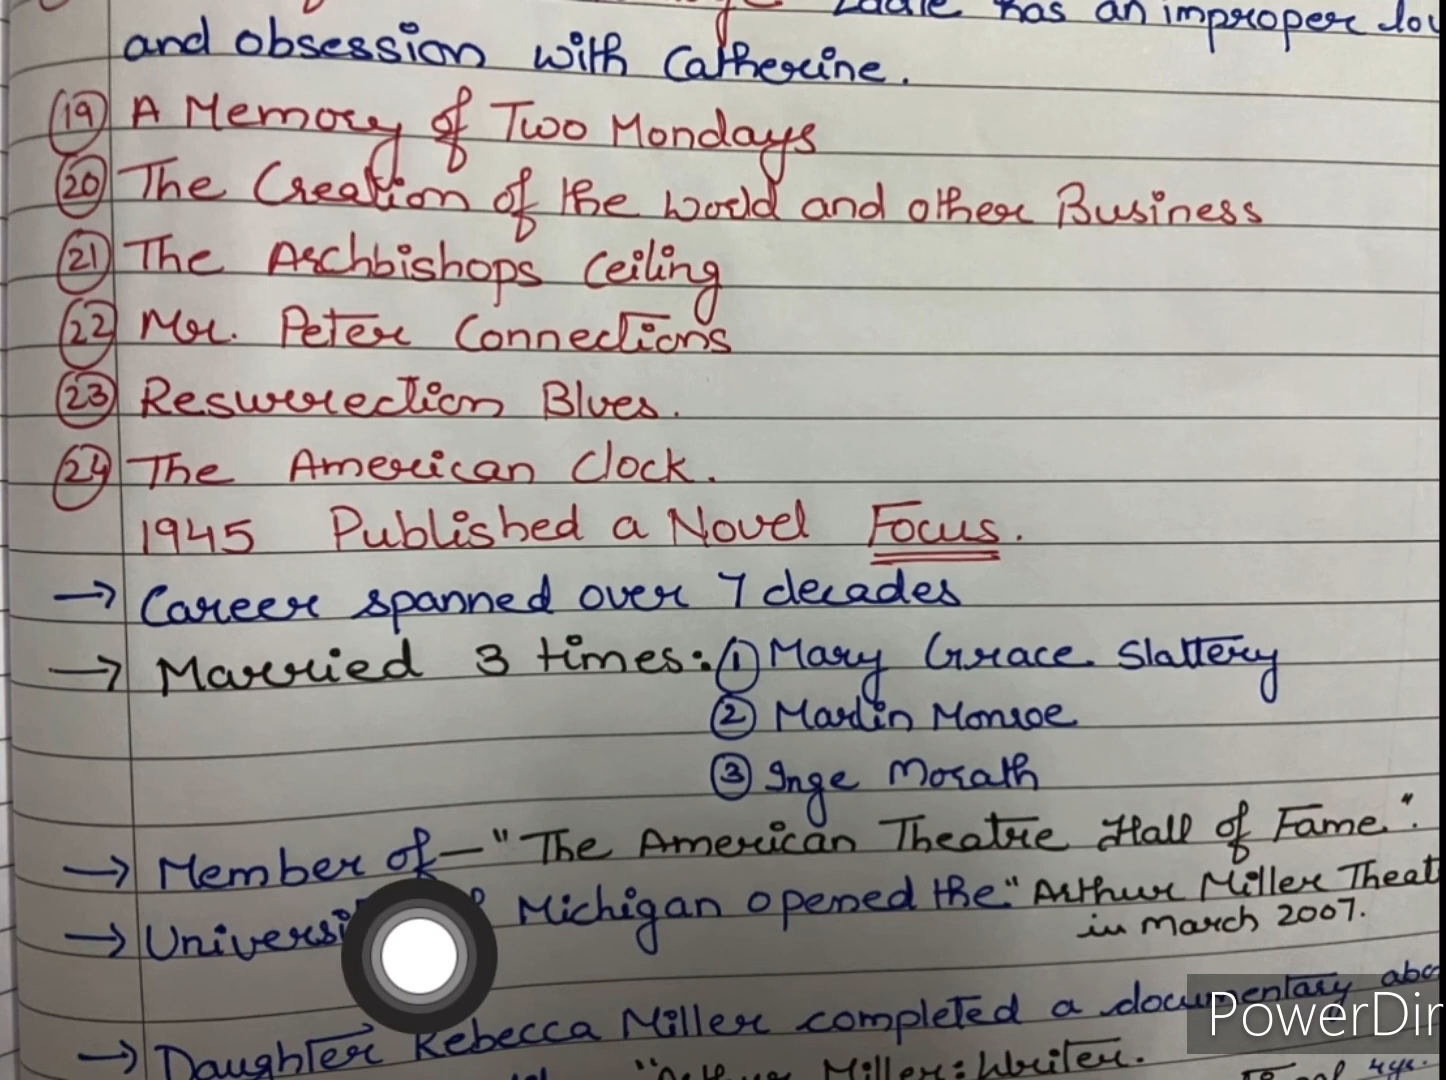 Eddie has an improper lov
and obsession with Catherine.
(19) A Memory of Two Mondays
(20) The Creation of the World and other Business
(21) The Archbishops Ceiling
(22) Mr. Peter Connections
(23) Resurrection Blues.
(24) The American Clock.
1945 Published a Novel Focus.
→ Career spanned over 7 decades
→ Married 3 times: (1) Mary Grace Slattery
(2) Marlin Monroe
(3) Inge Morath
→ Member of — "The American Theatre Hall of Fame".
→ Universi Michigan opened the "Arthur Miller Theat
in March 2007.
→ Daughter Rebecca Miller completed a documentary abo
Miller: Writer.
PowerDir